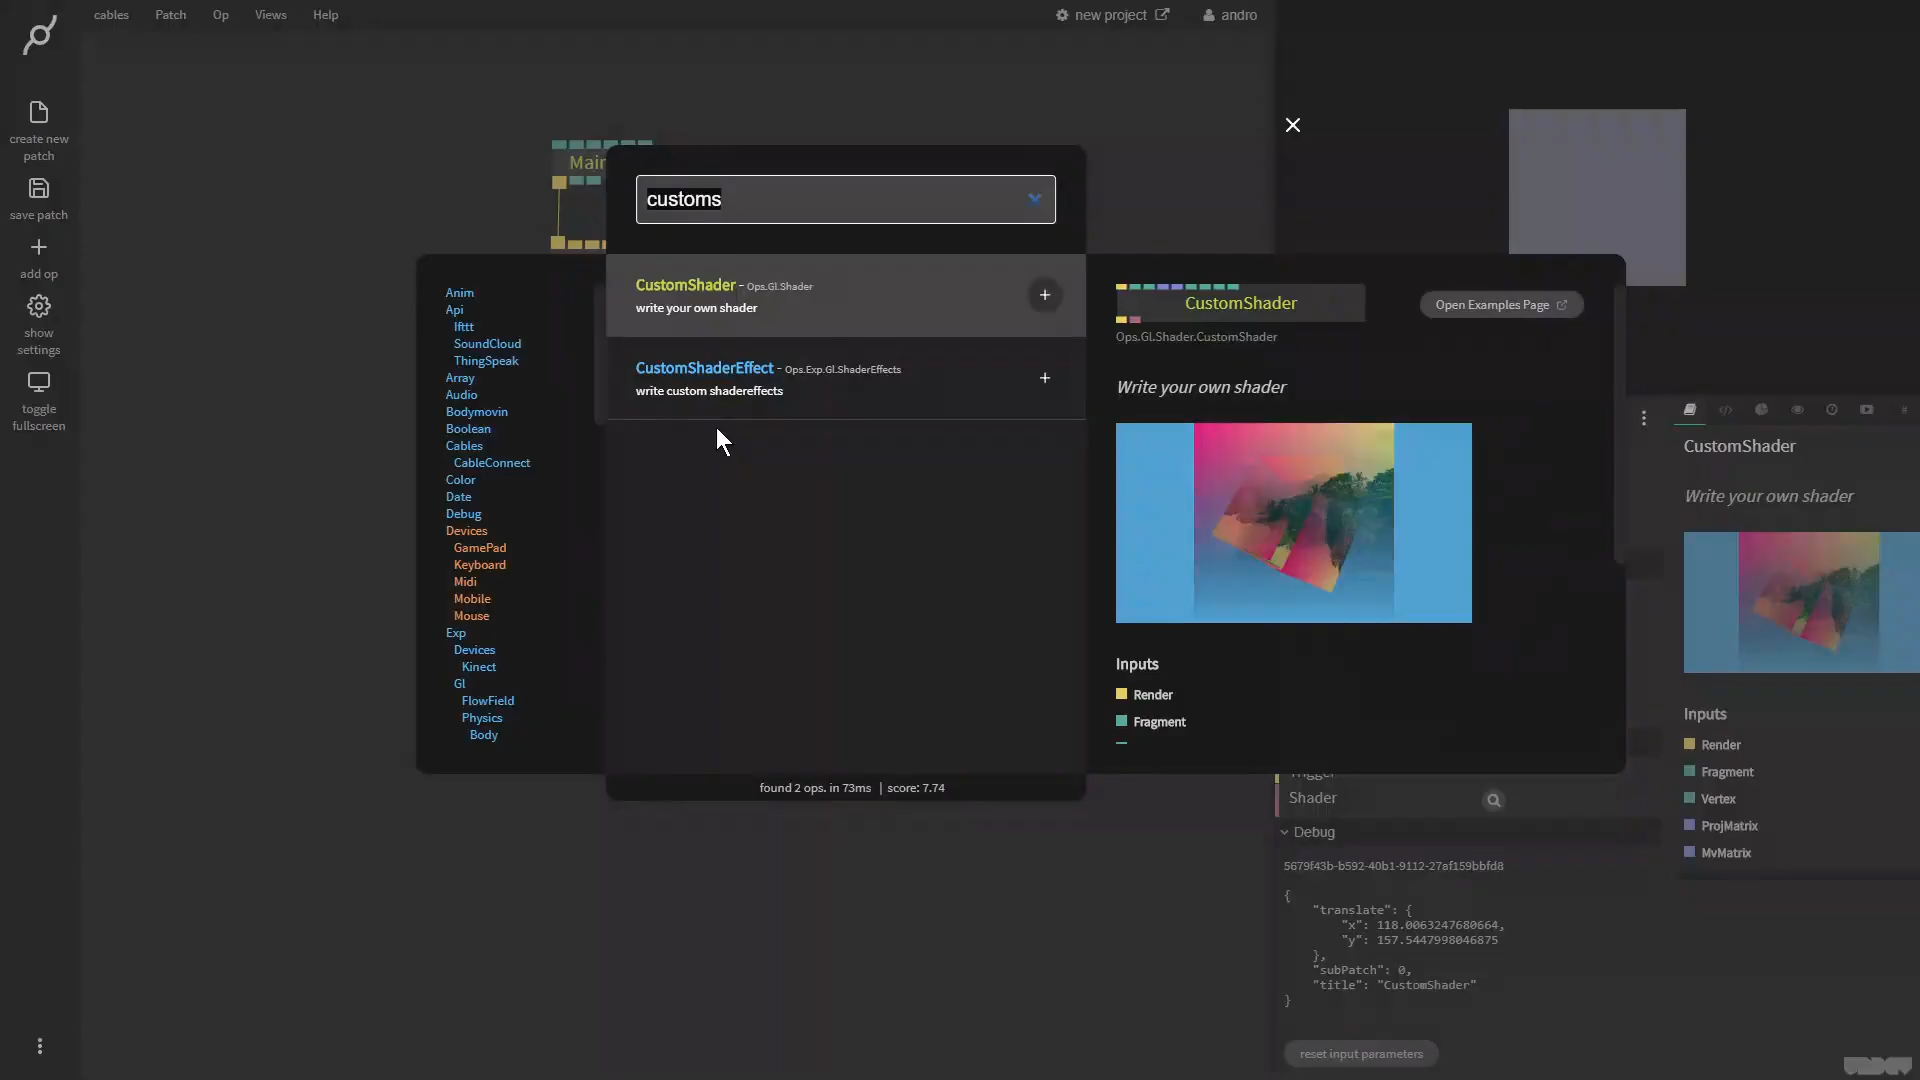 cables Patch Op Views Help
new project
andro
create new
patch
save patch
add op
show
settings
toggle
fullscreen
customs
Anim
Api
Ifttt
SoundCloud
ThingSpeak
Array
Audio
Bodymovin
Boolean
Cables
CableConnect
Color
Date
Debug
Devices
GamePad
Keyboard
Midi
Mobile
Mouse
Exp
Devices
Kinect
Gl
FlowField
Physics
Body
CustomShader - Ops.Gl.Shader
write your own shader
+
CustomShaderEffect - Ops.Exp.Gl.ShaderEffects
write custom shadereffects
+
found 2 ops. in 73ms | score: 7.74
CustomShader
Open Examples Page
Ops.Gl.Shader.CustomShader
Write your own shader
Inputs
Render
Fragment
Trigger
Shader
Debug
5679f43b-b592-40b1-9112-27af159bbfd8
{
"translate": {
"x": 118.0063247680664,
"y": 157.5447998046875
},
"subPatch": 0,
"title": "CustomShader"
}
reset input parameters
CustomShader
Write your own shader
Inputs
Render
Fragment
Vertex
ProjMatrix
MvMatrix